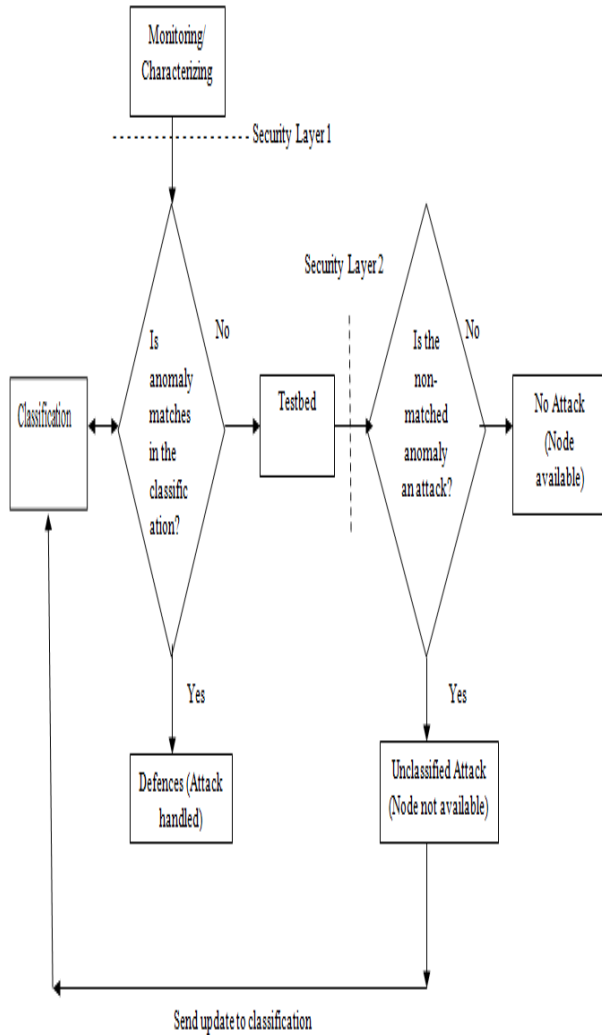 Monitoring/
Characterizing
Security Layer 1
Security Layer 2
No
No
Is
anomaly
matches
in the
classific
ation?
Is the
non-
matched
anomaly
an attack?
Classification
Testbed
No Attack
(Node
available)
Yes
Yes
Defences (Attack
handled)
Unclassified Attack
(Node not available)
Send update to classification